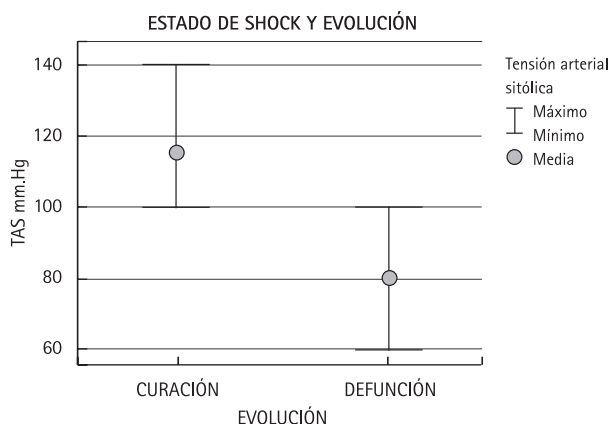 ESTADO DE SHOCK Y EVOLUCIÓN
140
120
100
80
60
TAS mm.Hg
CURACIÓN
DEFUNCIÓN
EVOLUCIÓN
Tensión arterial
sitólica
Máximo
Mínimo
Media